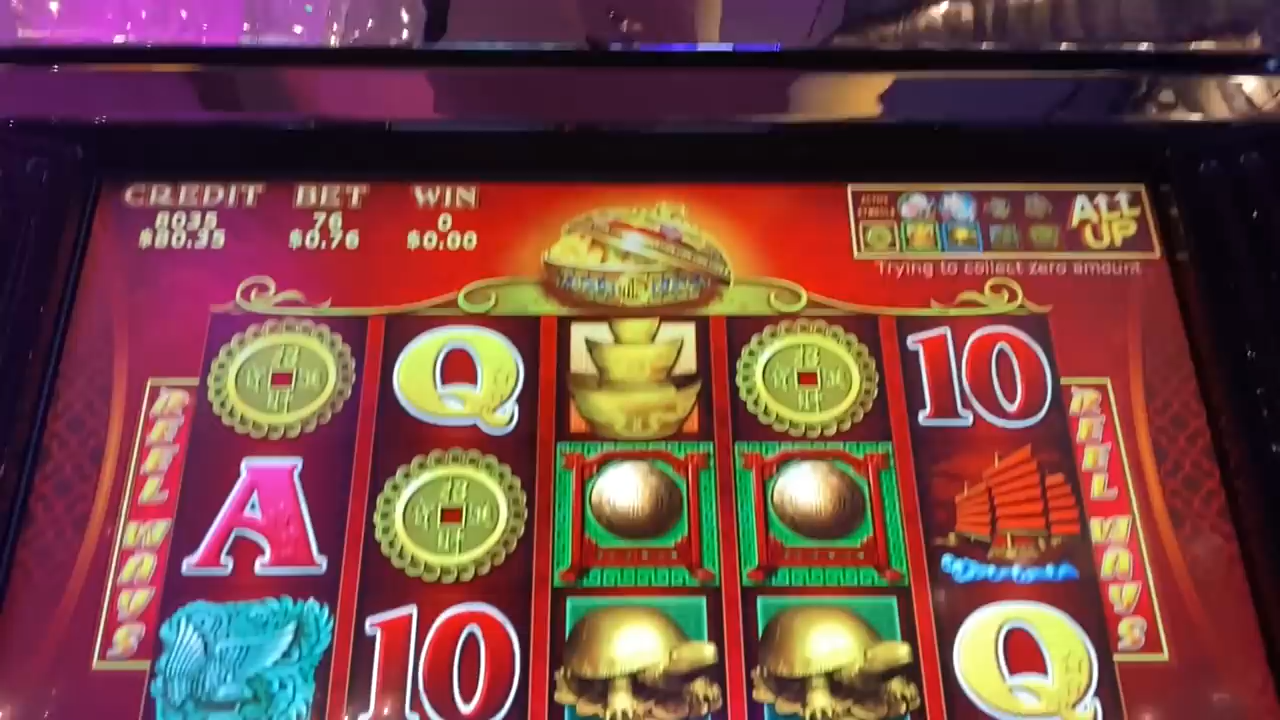 CREDIT BET WIN
8035 76 0
$80.35 $0.76 $0.00
ALL UP
Trying to collect zero amount
Q
10
A
10
Q
REEL WAYS
REEL WAYS